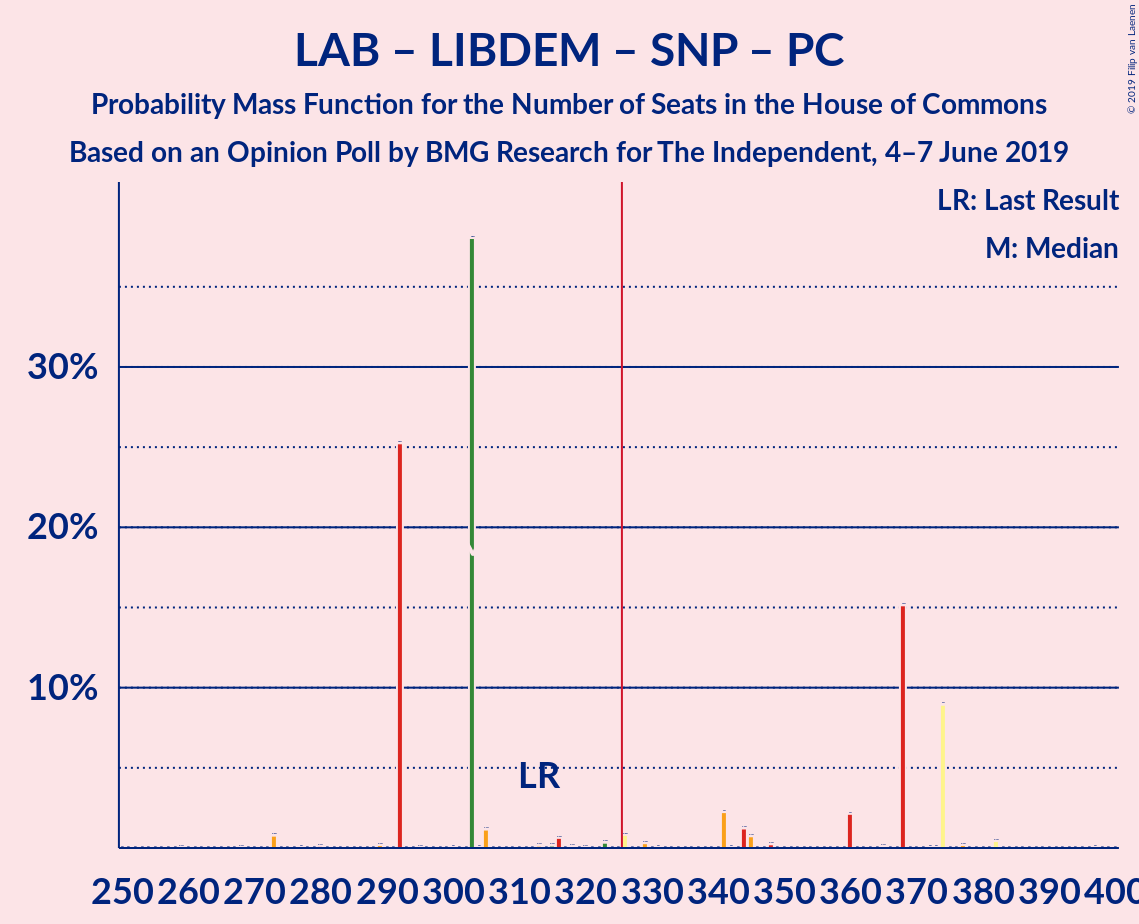 LAB – LIBDEM – SNP – PC
Probability Mass Function for the Number of Seats in the House of Commons
Based on an Opinion Poll by BMG Research for The Independent, 4–7 June 2019
© 2019 Filip van Laenen
LR: Last Result
M: Median
30%
20%
10%
LR
250 260 270 280 290 300 310 320 330 340 350 360 370 380 390 400